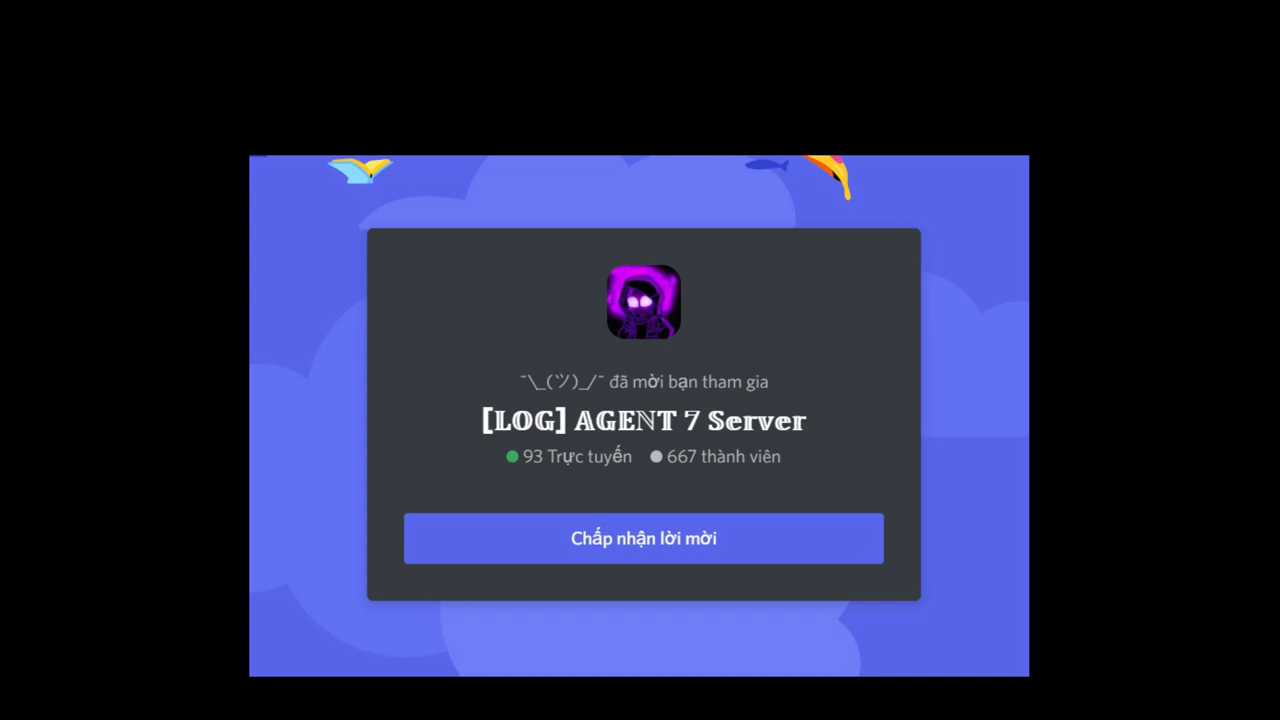 ¯\_(ツ)_/¯ đã mời bạn tham gia
[LOG] AGENT 7 Server
93 Trực tuyến 667 thành viên
Chấp nhận lời mời